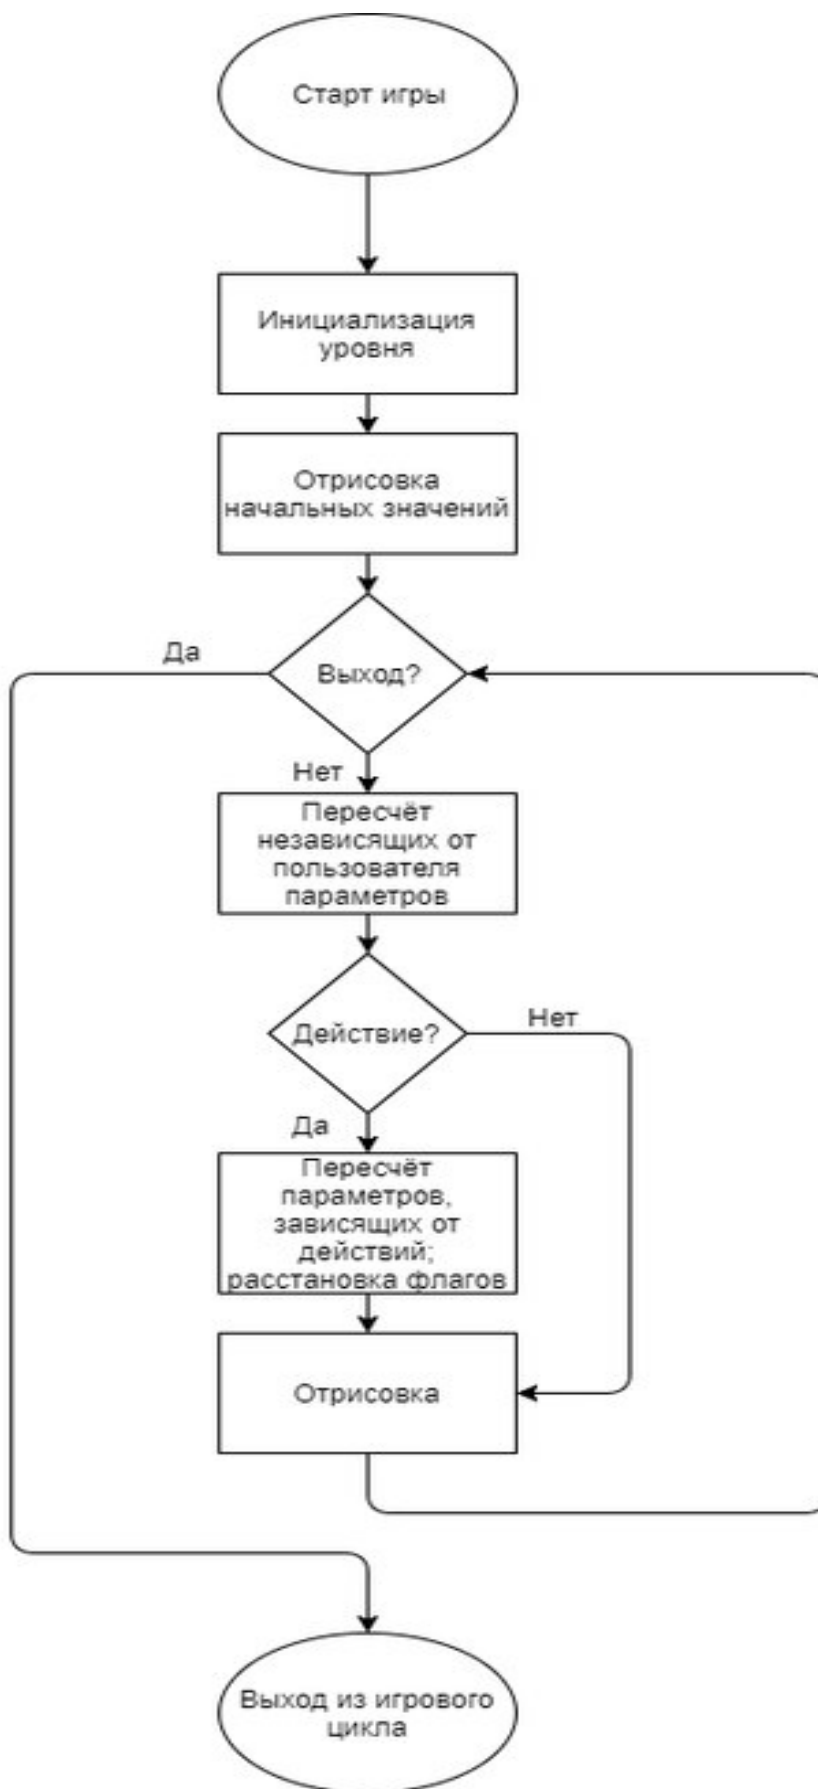 Старт игры
Инициализация
уровня
Отрисовка
начальных значений
Да
Выход?
Нет
Пересчёт
независящих от
пользователя
параметров
Действие?
Нет
Да
Пересчёт
параметров,
зависящих от
действий;
расстановка флагов
Отрисовка
Выход из игрового
цикла